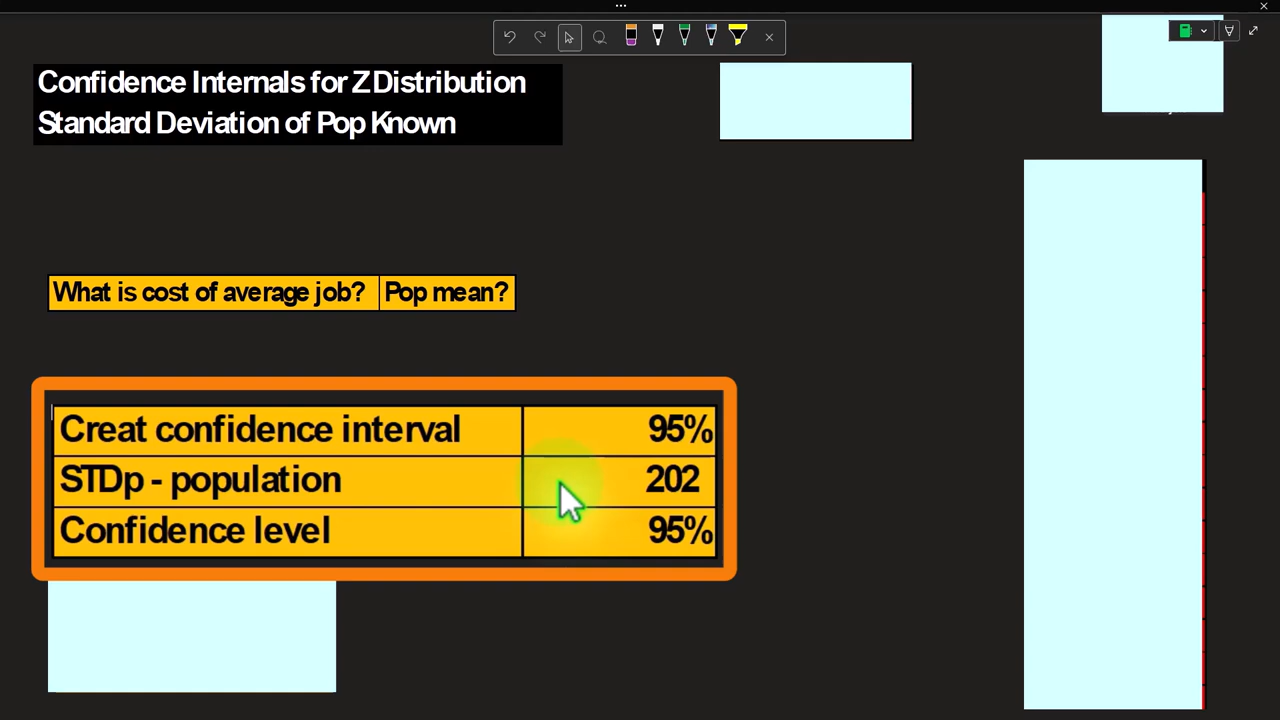 Confidence Internals for Z Distribution
Standard Deviation of Pop Known
What is cost of average job? Pop mean?
Creat confidence interval 95%
STDp - population 202
Confidence level 95%